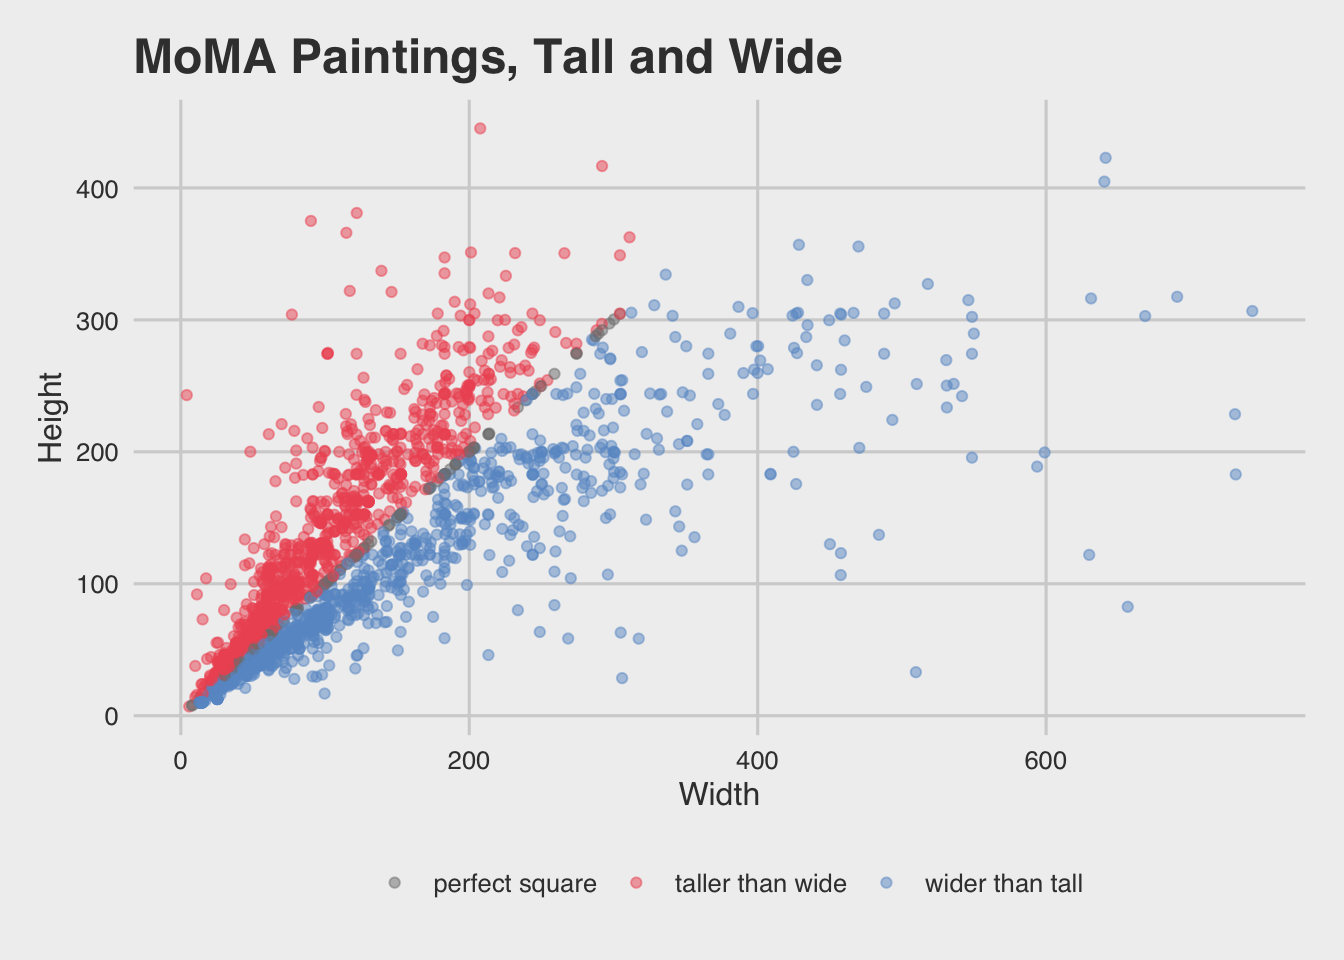 MoMA Paintings, Tall and Wide
400
300
200
100
0
Height
0 200 400 600
Width
perfect square taller than wide wider than tall